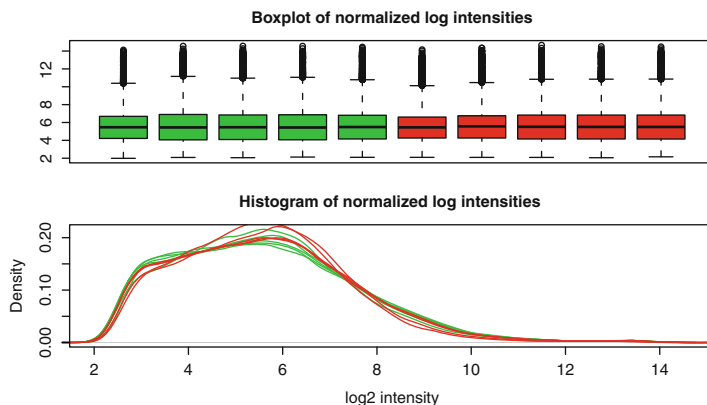 Boxplot of normalized log intensities
12
8
6
4
2
Histogram of normalized log intensities
0.20
0.10
0.00
Density
2 4 6 8 10 12 14
log2 intensity